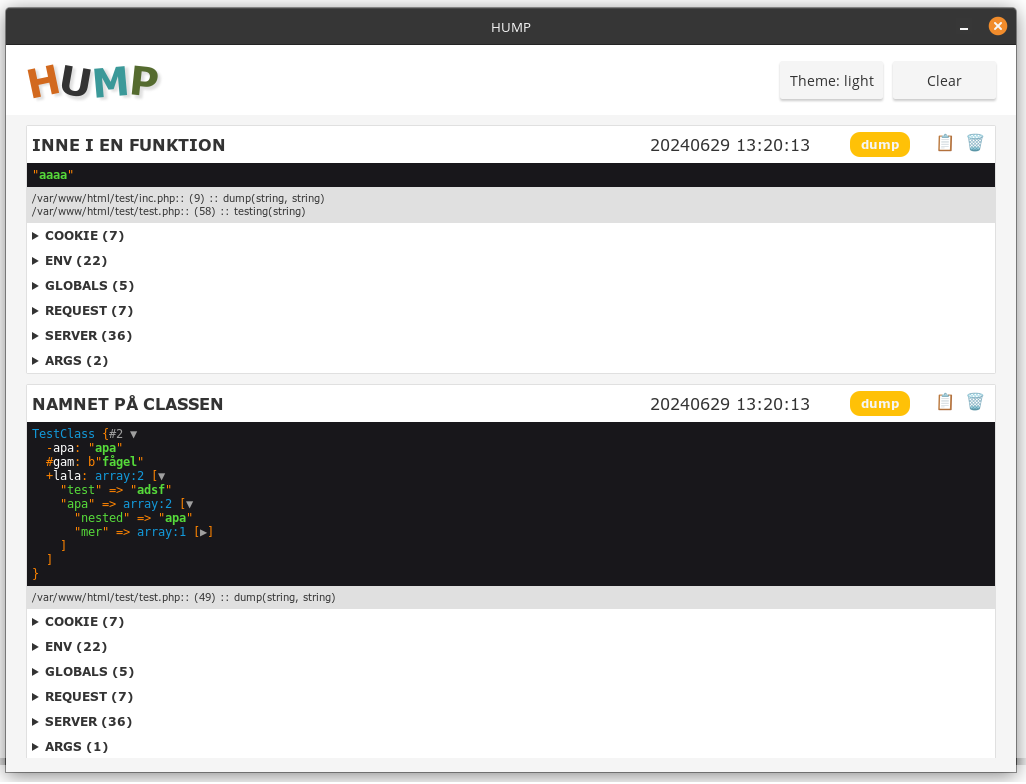 HUMP
HUMP
Theme: light
Clear
INNE I EN FUNKTION 20240629 13:20:13 dump
"aaaa"
/var/www/html/test/inc.php:: (9) :: dump(string, string)
/var/www/html/test/test.php:: (58) :: testing(string)
▶ COOKIE (7)
▶ ENV (22)
▶ GLOBALS (5)
▶ REQUEST (7)
▶ SERVER (36)
▶ ARGS (2)
NAMNET PÅ CLASSEN 20240629 13:20:13 dump
TestClass {#2 ▼
  -apa: "apa"
  #gam: b"fågel"
  +lala: array:2 [▼
    "test" => "adsf"
    "apa" => array:2 [▼
      "nested" => "apa"
      "mer" => array:1 [▶]
    ]
  ]
}
/var/www/html/test/test.php:: (49) :: dump(string, string)
▶ COOKIE (7)
▶ ENV (22)
▶ GLOBALS (5)
▶ REQUEST (7)
▶ SERVER (36)
▶ ARGS (1)